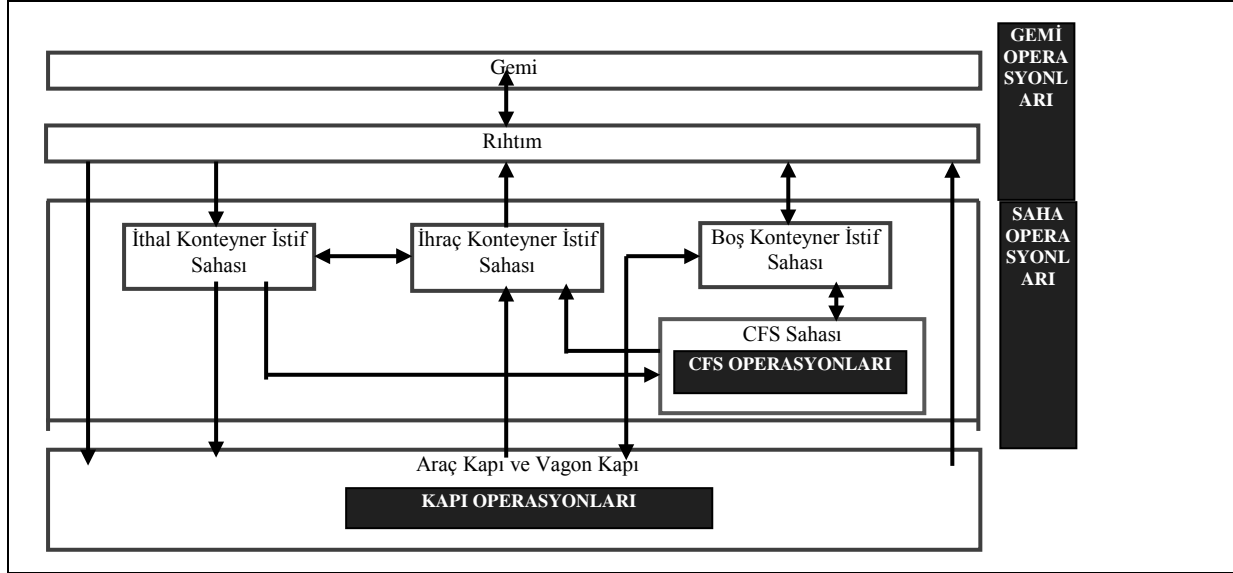 GEMİ
OPERA
SYONL
ARI
Gemi
Rıhtım
SAHA
OPERA
SYONL
ARI
İthal Konteyner İstif
Sahası
İhraç Konteyner İstif
Sahası
Boş Konteyner İstif
Sahası
CFS Sahası
CFS OPERASYONLARI
Araç Kapı ve Vagon Kapı
KAPI OPERASYONLARI